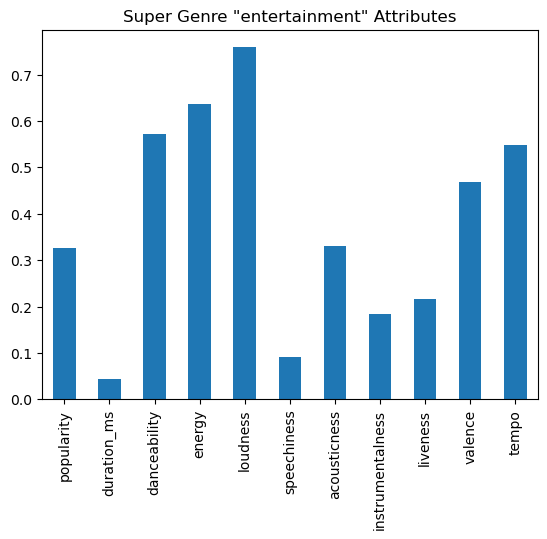 Super Genre "entertainment" Attributes
0.7
0.6
0.5
0.4
0.3
0.2
0.1
0.0
popularity
duration_ms
danceability
energy
loudness
speechiness
acousticness
instrumentalness
liveness
valence
tempo